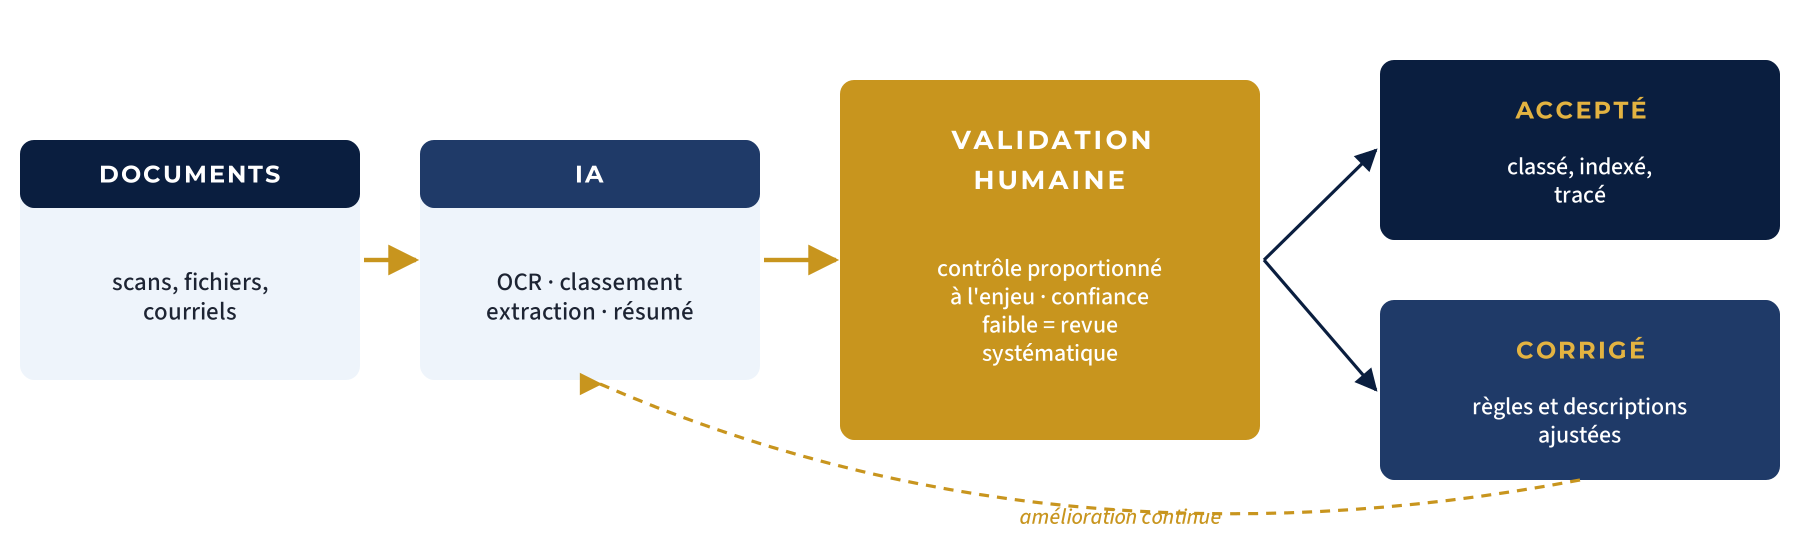 DOCUMENTS
scans, fichiers,
courriels
IA
OCR · classement
extraction · résumé
VALIDATION
HUMAINE
contrôle proportionné
à l'enjeu · confiance
faible = revue
systématique
ACCEPTÉ
classé, indexé,
tracé
CORRIGÉ
règles et descriptions
ajustées
amélioration continue